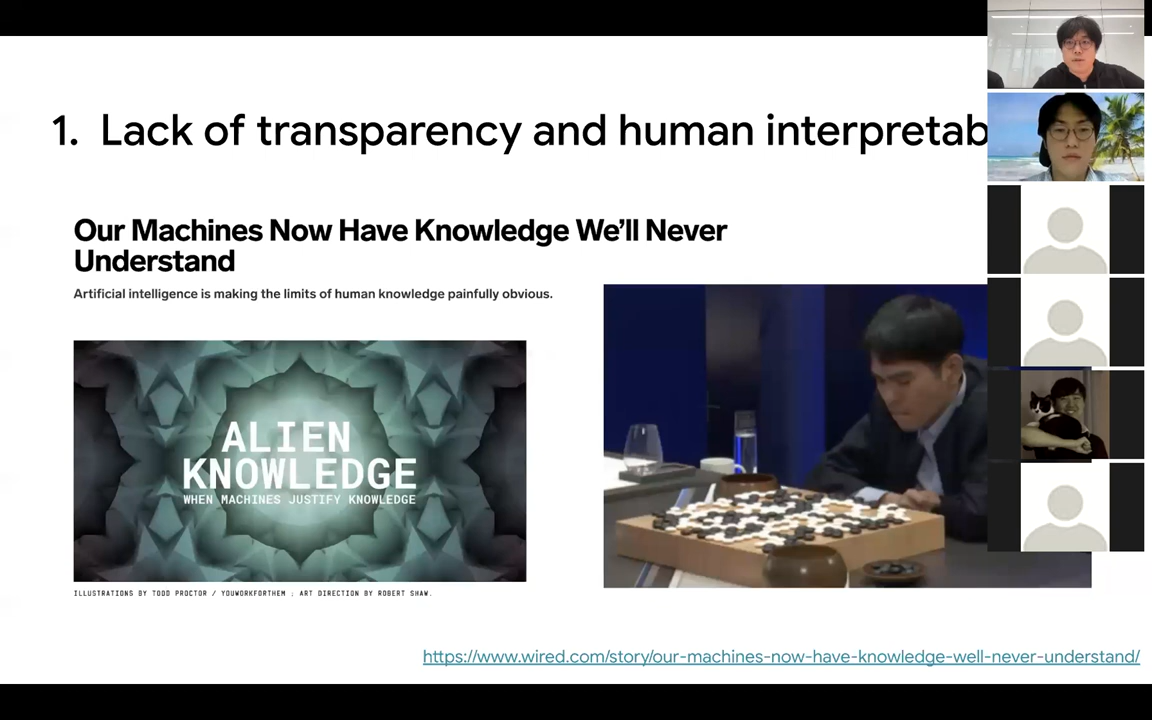 1. Lack of transparency and human interpretab
Our Machines Now Have Knowledge We'll Never
Understand
Artificial intelligence is making the limits of human knowledge painfully obvious.
ALIEN
KNOWLEDGE
WHEN MACHINES JUSTIFY KNOWLEDGE
ILLUSTRATIONS BY TODD PROCTOR / YOUWORKFORTHEM ; ART DIRECTION BY ROBERT SHAW.
https://www.wired.com/story/our-machines-now-have-knowledge-well-never-understand/